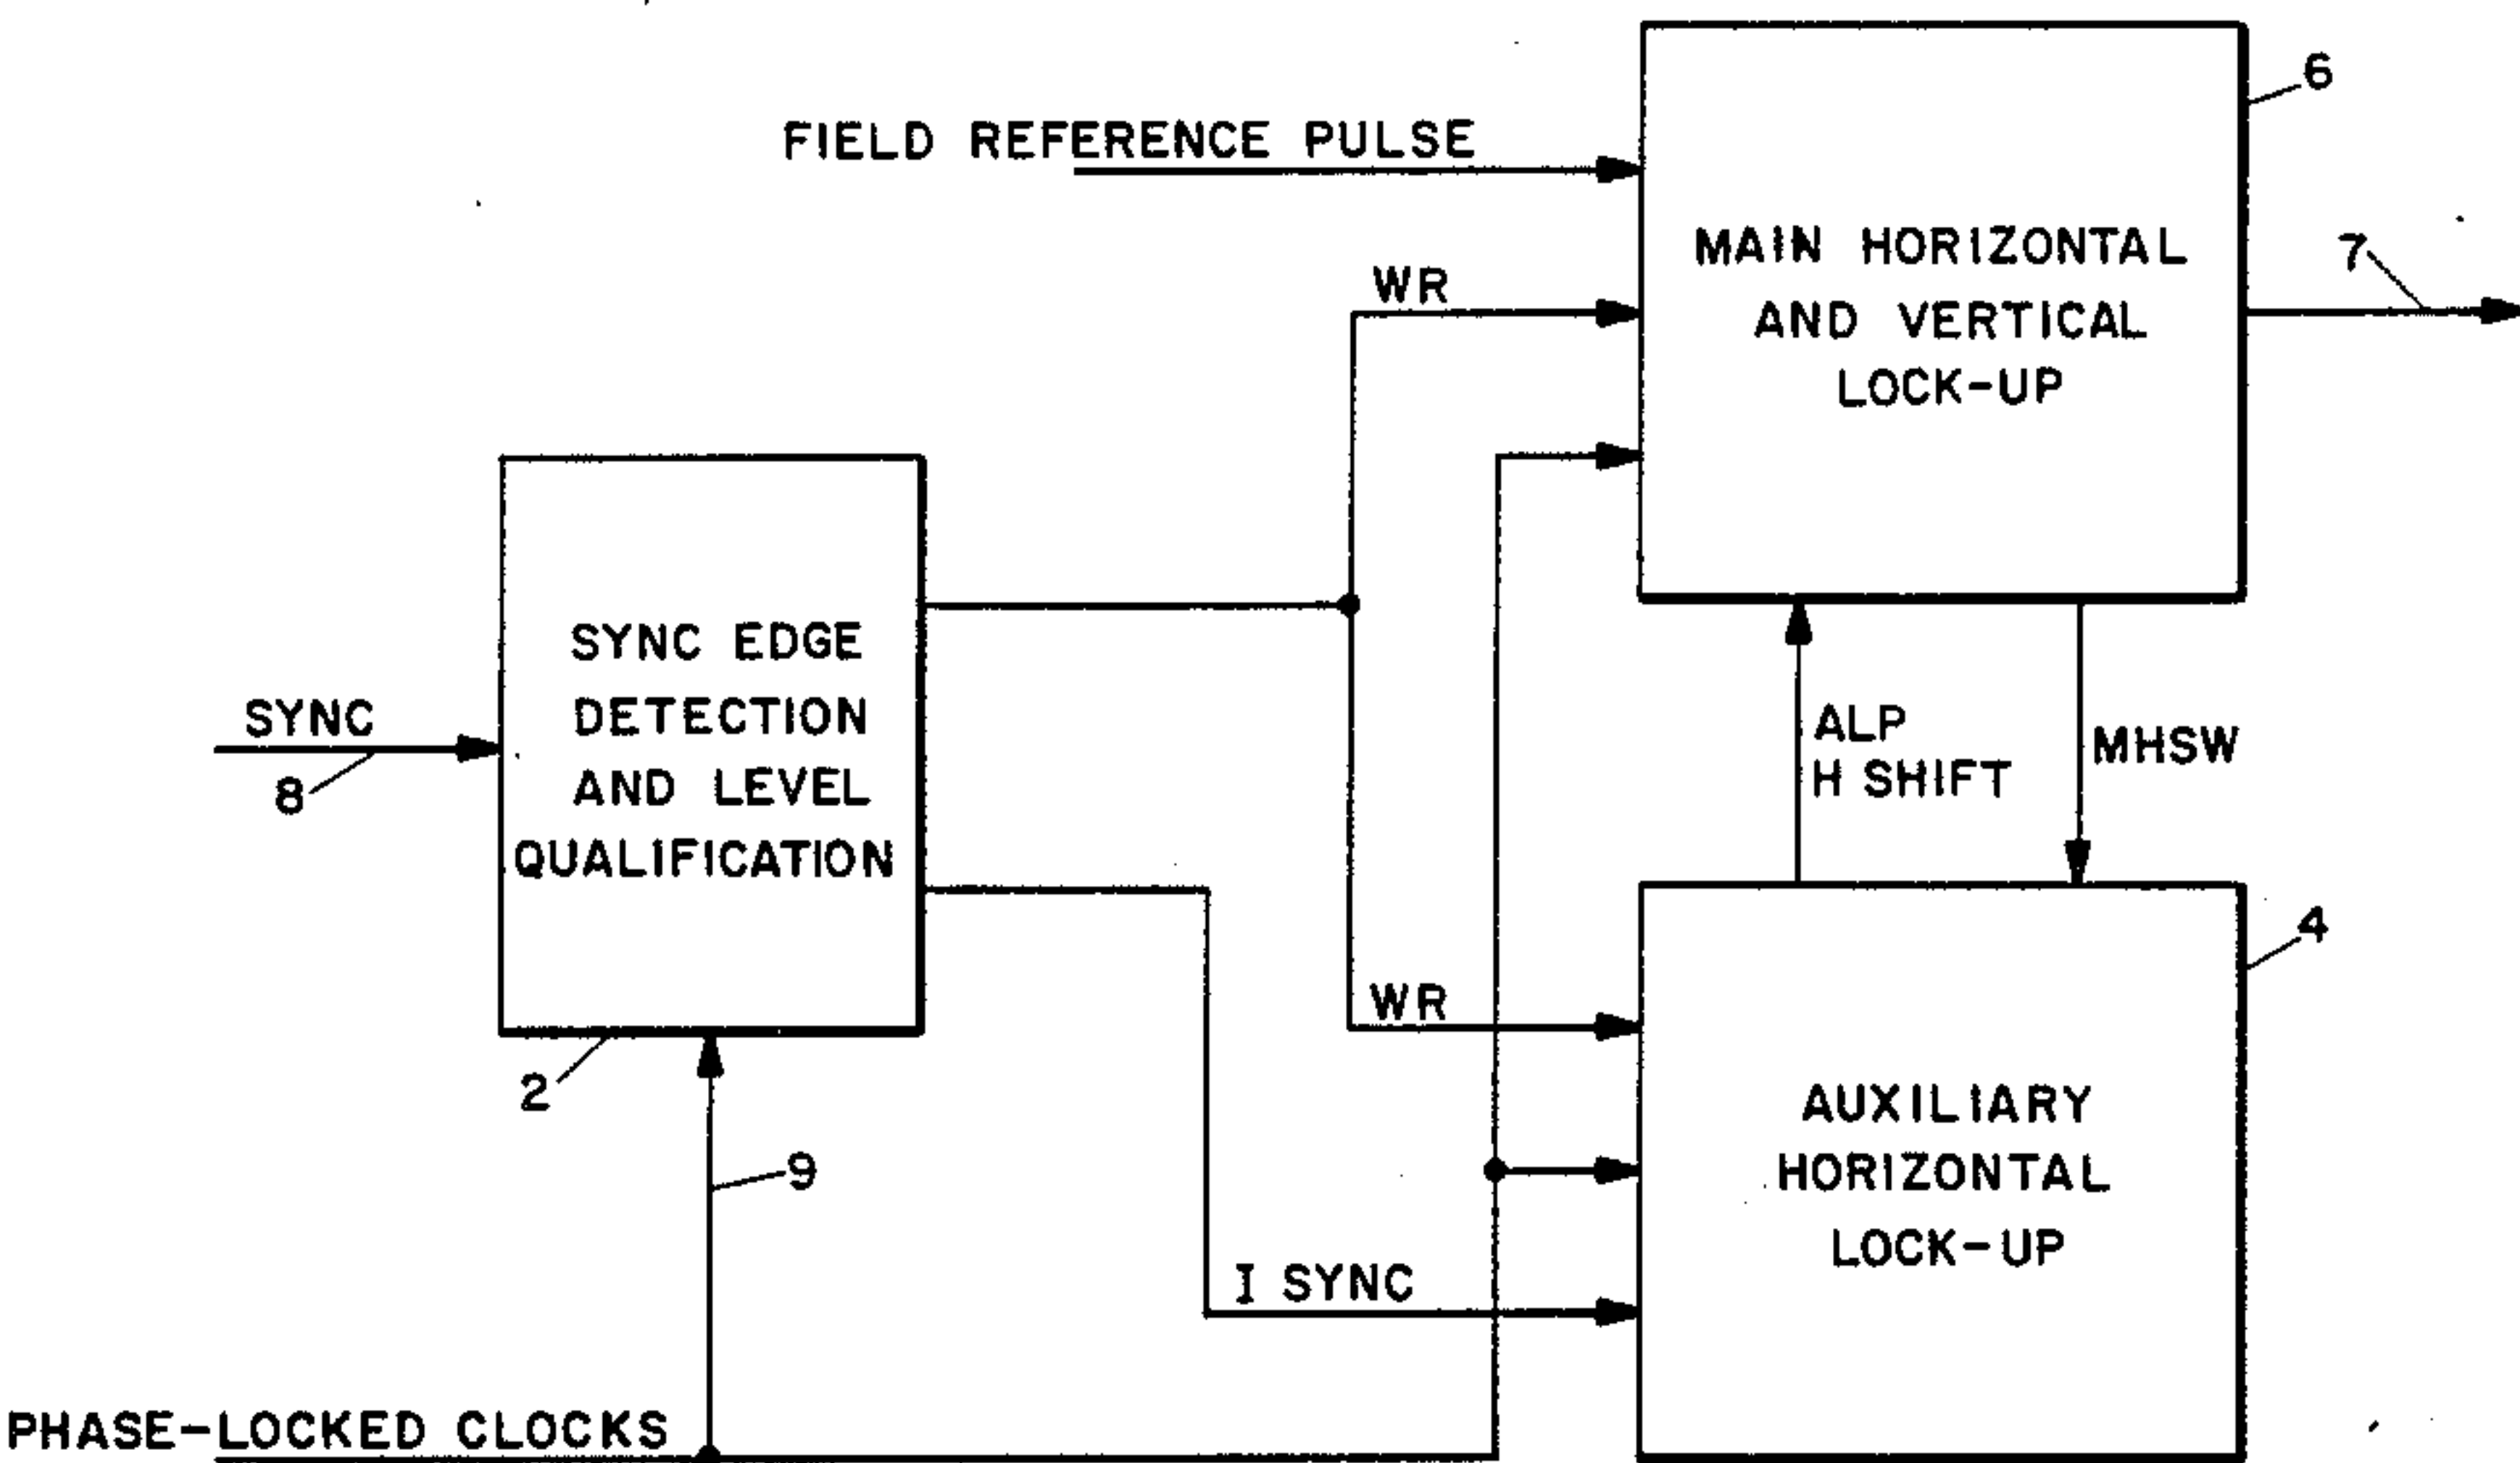 FIELD REFERENCE PULSE
6
MAIN HORIZONTAL
AND VERTICAL
LOCK-UP
7
WR
SYNC EDGE
DETECTION
AND LEVEL
QUALIFICATION
SYNC
8
2
9
ALP
H SHIFT
MHSW
4
WR
AUXILIARY
HORIZONTAL
LOCK-UP
I SYNC
PHASE-LOCKED CLOCKS